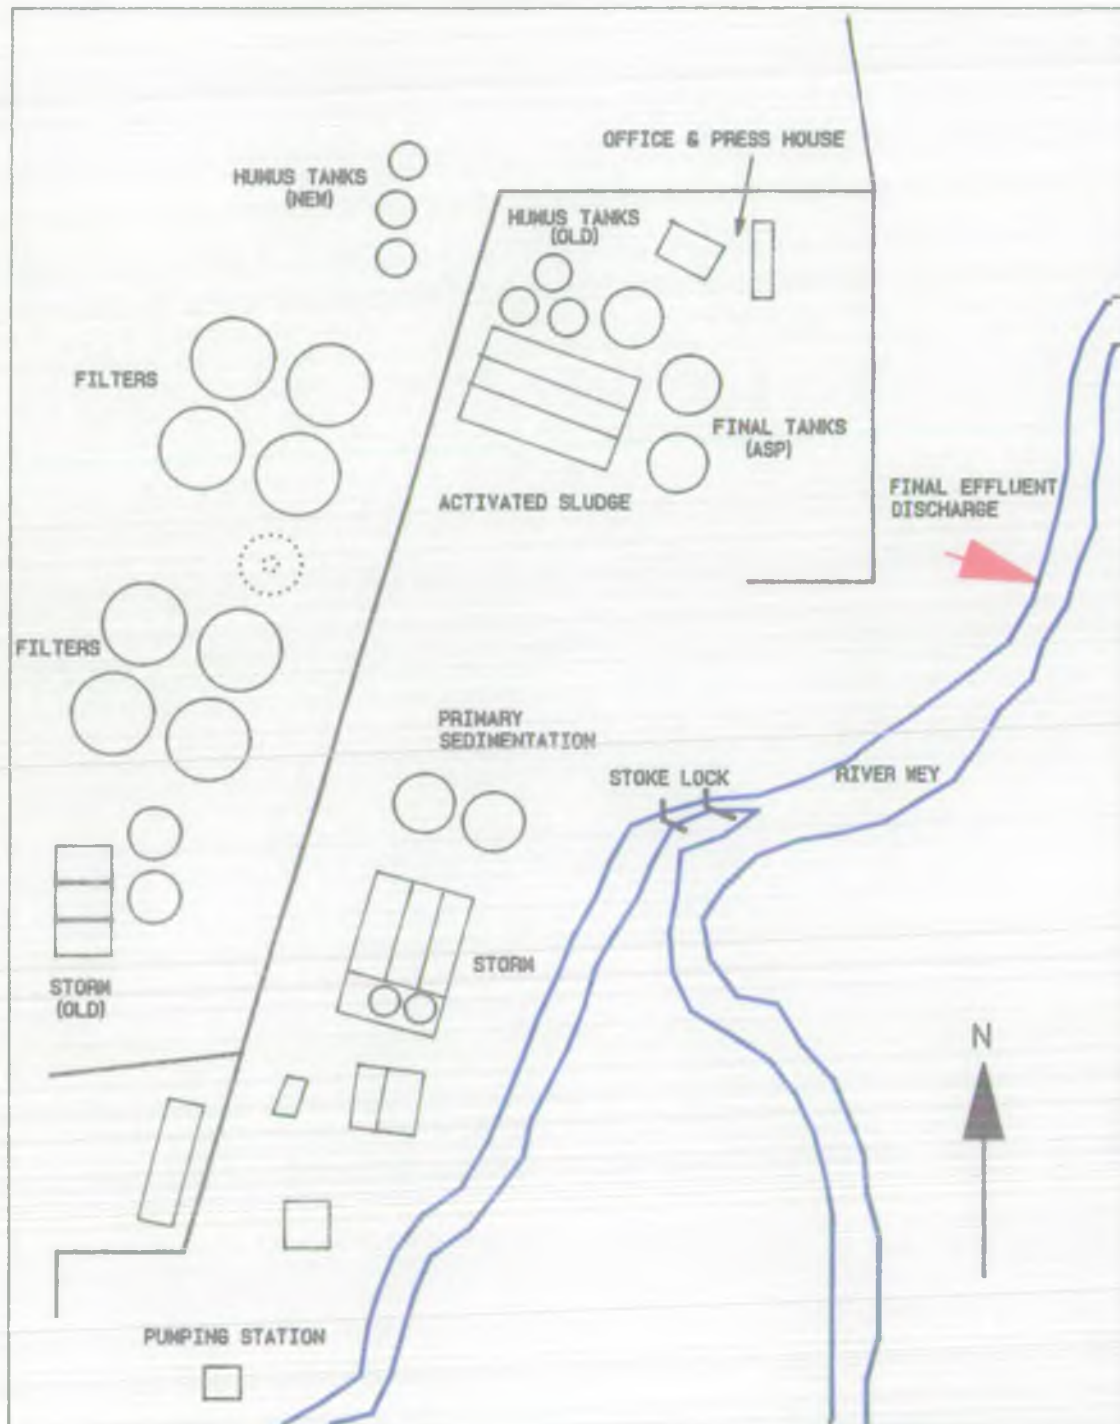 OFFICE & PRESS HOUSE
HUMUS TANKS
(NEW)
HUMUS TANKS
(OLD)
FILTERS
FINAL TANKS
(ASP)
ACTIVATED SLUDGE
FINAL EFFLUENT
DISCHARGE
FILTERS
PRIMARY
SEDIMENTATION
STOKE LOCK
RIVER WEY
STORM
STORM
(OLD)
N
PUMPING STATION